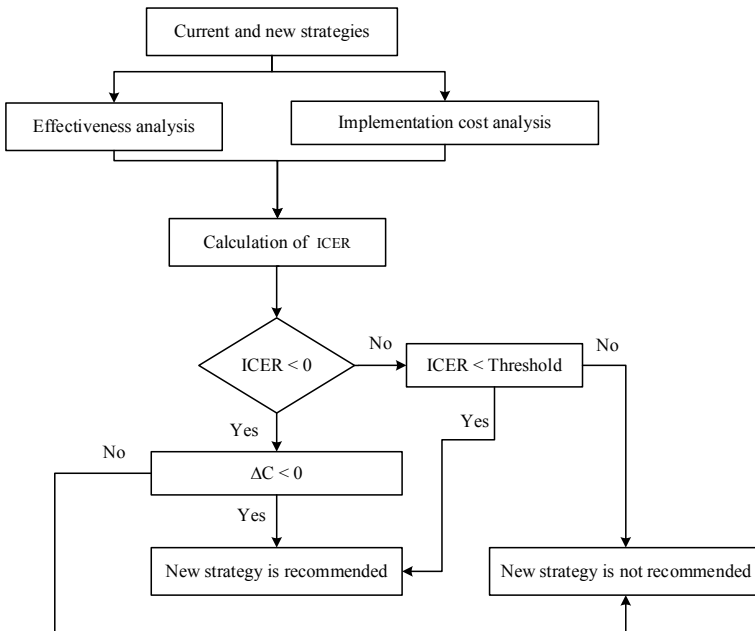 Current and new strategies
Effectiveness analysis
Implementation cost analysis
Calculation of ICER
ICER < 0
No
ICER < Threshold
No
Yes
Yes
No
ΔC < 0
Yes
New strategy is recommended
New strategy is not recommended